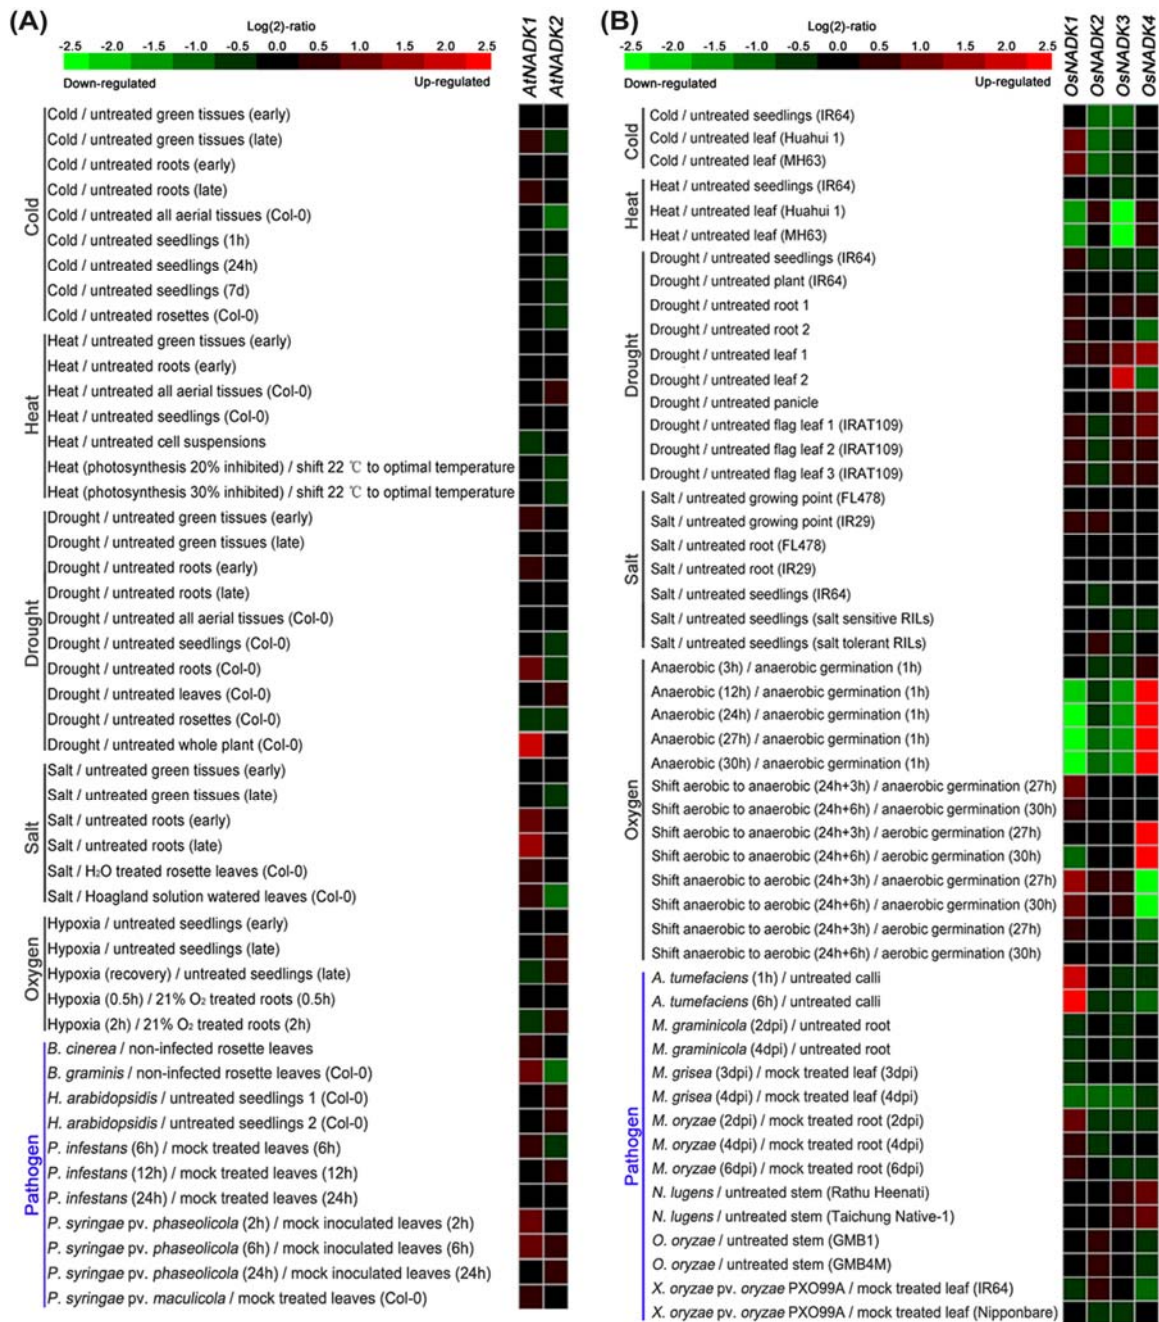 (A)
Log(2)-ratio
-2.5 -1.5 -1.0 -0.5 0.0 0.5 1.0 1.5 2.5
Down-regulated Up-regulated
AtNADK1
AtNADK2
Cold
Cold / untreated green tissues (early)
Cold / untreated green tissues (late)
Cold / untreated roots (early)
Cold / untreated roots (late)
Cold / untreated all aerial tissues (Col-0)
Cold / untreated seedlings (1h)
Cold / untreated seedlings (24h)
Cold / untreated seedlings (7d)
Cold / untreated rosettes (Col-0)
Heat
Heat / untreated green tissues (early)
Heat / untreated roots (early)
Heat / untreated all aerial tissues (Col-0)
Heat / untreated seedlings (Col-0)
Heat / untreated cell suspensions
Heat (photosynthesis 20% inhibited) / shift 22 ℃ to optimal temperature
Heat (photosynthesis 30% inhibited) / shift 22 ℃ to optimal temperature
Drought
Drought / untreated green tissues (early)
Drought / untreated green tissues (late)
Drought / untreated roots (early)
Drought / untreated roots (late)
Drought / untreated all aerial tissues (Col-0)
Drought / untreated seedlings (Col-0)
Drought / untreated roots (Col-0)
Drought / untreated leaves (Col-0)
Drought / untreated rosettes (Col-0)
Drought / untreated whole plant (Col-0)
Salt
Salt / untreated green tissues (early)
Salt / untreated green tissues (late)
Salt / untreated roots (early)
Salt / untreated roots (late)
Salt / H₂O treated rosette leaves (Col-0)
Salt / Hoagland solution watered leaves (Col-0)
Oxygen
Hypoxia / untreated seedlings (early)
Hypoxia / untreated seedlings (late)
Hypoxia (recovery) / untreated seedlings (late)
Hypoxia (0.5h) / 21% O₂ treated roots (0.5h)
Hypoxia (2h) / 21% O₂ treated roots (2h)
Pathogen
B. cinerea / non-infected rosette leaves
B. graminis / non-infected rosette leaves (Col-0)
H. arabidopsidis / untreated seedlings 1 (Col-0)
H. arabidopsidis / untreated seedlings 2 (Col-0)
P. infestans (6h) / mock treated leaves (6h)
P. infestans (12h) / mock treated leaves (12h)
P. infestans (24h) / mock treated leaves (24h)
P. syringae pv. phaseolicola (2h) / mock inoculated leaves (2h)
P. syringae pv. phaseolicola (6h) / mock inoculated leaves (6h)
P. syringae pv. phaseolicola (24h) / mock inoculated leaves (24h)
P. syringae pv. maculicola / mock treated leaves (Col-0)
(B)
Log(2)-ratio
-2.5 -1.5 -1.0 -0.5 0.0 0.5 1.0 1.5 2.5
Down-regulated Up-regulated
OsNADK1
OsNADK2
OsNADK3
OsNADK4
Cold
Cold / untreated seedlings (IR64)
Cold / untreated leaf (Huahui 1)
Cold / untreated leaf (MH63)
Heat
Heat / untreated seedlings (IR64)
Heat / untreated leaf (Huahui 1)
Heat / untreated leaf (MH63)
Drought
Drought / untreated seedlings (IR64)
Drought / untreated plant (IR64)
Drought / untreated root 1
Drought / untreated root 2
Drought / untreated leaf 1
Drought / untreated leaf 2
Drought / untreated panicle
Drought / untreated flag leaf 1 (IRAT109)
Drought / untreated flag leaf 2 (IRAT109)
Drought / untreated flag leaf 3 (IRAT109)
Salt
Salt / untreated growing point (FL478)
Salt / untreated growing point (IR29)
Salt / untreated root (FL478)
Salt / untreated root (IR29)
Salt / untreated seedlings (IR64)
Salt / untreated seedlings (salt sensitive RILs)
Salt / untreated seedlings (salt tolerant RILs)
Oxygen
Anaerobic (3h) / anaerobic germination (1h)
Anaerobic (12h) / anaerobic germination (1h)
Anaerobic (24h) / anaerobic germination (1h)
Anaerobic (27h) / anaerobic germination (1h)
Anaerobic (30h) / anaerobic germination (1h)
Shift aerobic to anaerobic (24h+3h) / anaerobic germination (27h)
Shift aerobic to anaerobic (24h+6h) / anaerobic germination (30h)
Shift aerobic to anaerobic (24h+3h) / aerobic germination (27h)
Shift aerobic to anaerobic (24h+6h) / aerobic germination (30h)
Shift anaerobic to aerobic (24h+3h) / anaerobic germination (27h)
Shift anaerobic to aerobic (24h+6h) / anaerobic germination (30h)
Shift anaerobic to aerobic (24h+3h) / aerobic germination (27h)
Shift anaerobic to aerobic (24h+6h) / aerobic germination (30h)
Pathogen
A. tumefaciens (1h) / untreated calli
A. tumefaciens (6h) / untreated calli
M. graminicola (2dpi) / untreated root
M. graminicola (4dpi) / untreated root
M. grisea (3dpi) / mock treated leaf (3dpi)
M. grisea (4dpi) / mock treated leaf (4dpi)
M. oryzae (2dpi) / mock treated root (2dpi)
M. oryzae (4dpi) / mock treated root (4dpi)
M. oryzae (6dpi) / mock treated root (6dpi)
N. lugens / untreated stem (Rathu Heenati)
N. lugens / untreated stem (Taichung Native-1)
O. oryzae / untreated stem (GMB1)
O. oryzae / untreated stem (GMB4M)
X. oryzae pv. oryzae PXO99A / mock treated leaf (IR64)
X. oryzae pv. oryzae PXO99A / mock treated leaf (Nipponbare)